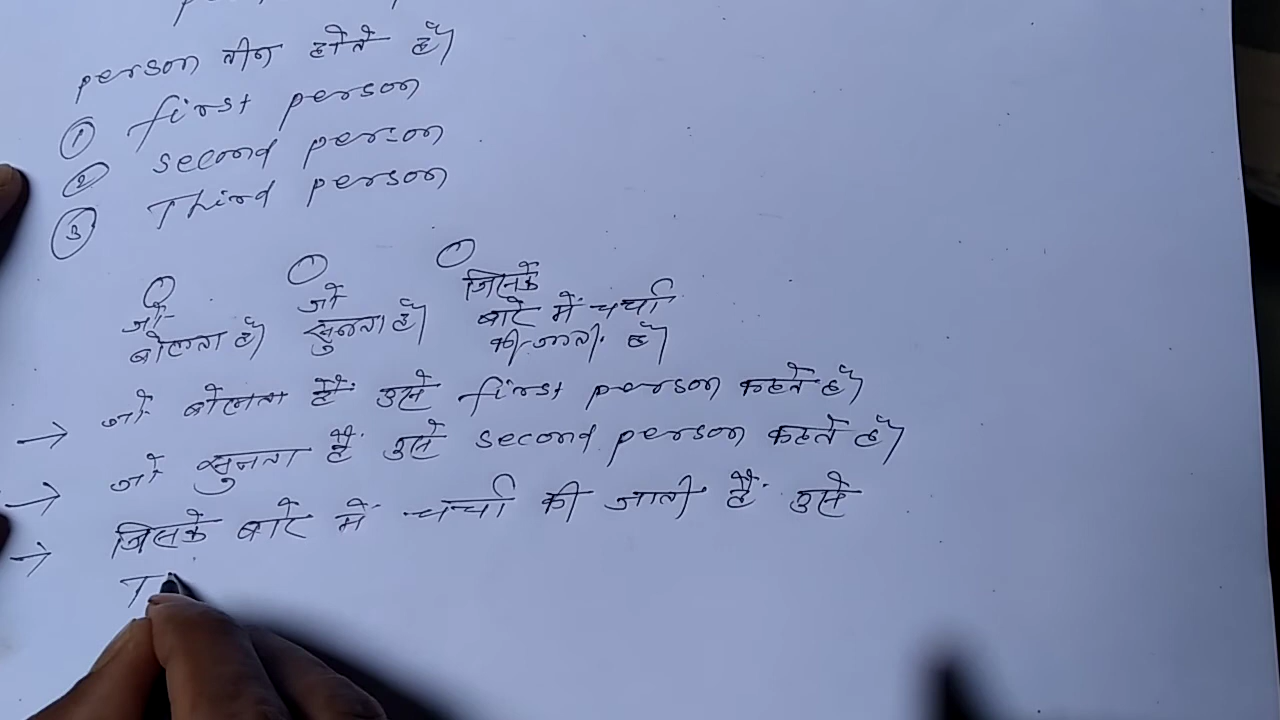 person तीन होते हैं।
① first person
② second person
③ Third person
जो बोलता है।
जो सुनता है।
जिसके बारे में चर्चा की जाती है।
→ जो बोलता है उसे first person कहते हैं।
→ जो सुनता है उसे second person कहते हैं।
→ जिसके बारे में चर्चा की जाती है उसे
T